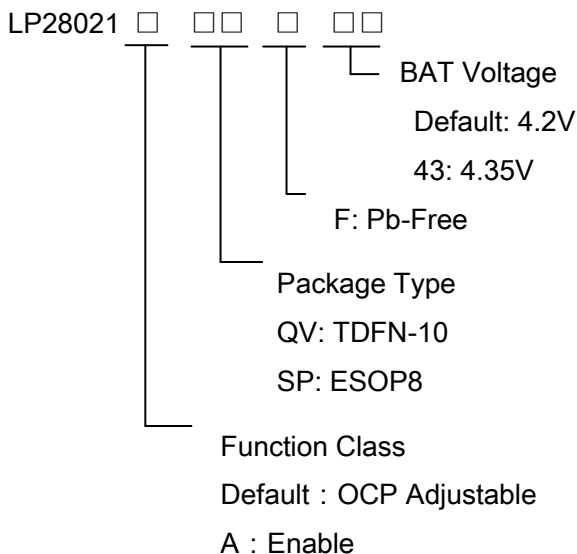 LP28021 □ □□ □ □□
BAT Voltage
Default: 4.2V
43: 4.35V
F: Pb-Free
Package Type
QV: TDFN-10
SP: ESOP8
Function Class
Default：OCP Adjustable
A：Enable